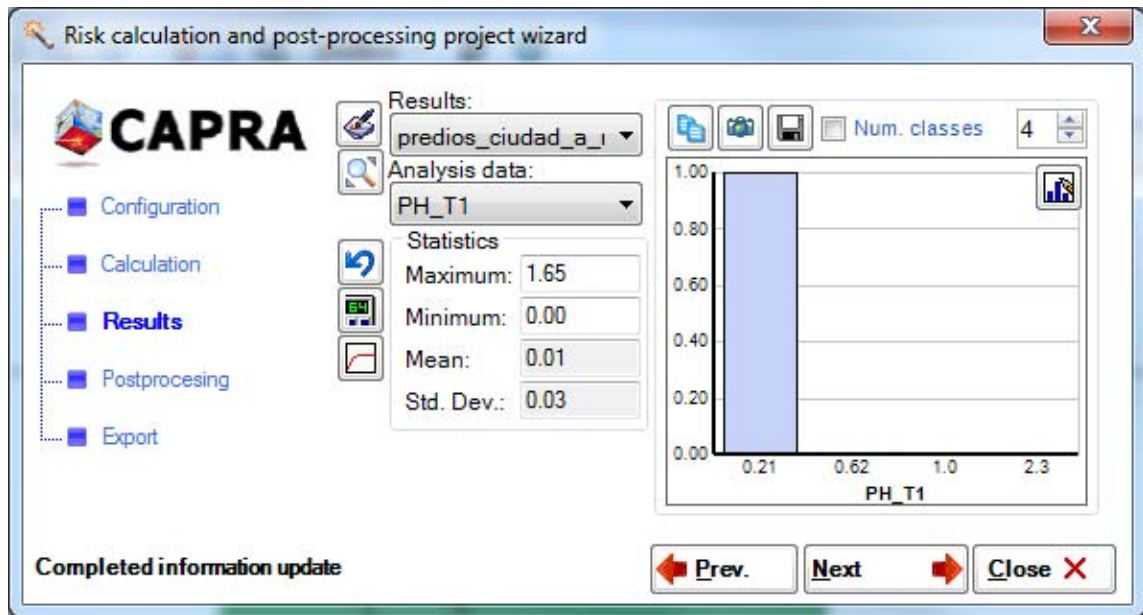 Risk calculation and post-processing project wizard
CAPRA
Configuration
Calculation
Results
Postprocesing
Export
Results:
predios_ciudad_a_
Analysis data:
PH_T1
Statistics
Maximum: 1.65
Minimum: 0.00
Mean: 0.01
Std. Dev.: 0.03
Num. classes 4
1.00
0.80
0.60
0.40
0.20
0.00
0.21 0.62 1.0 2.3
PH_T1
Completed information update
Prev. Next Close